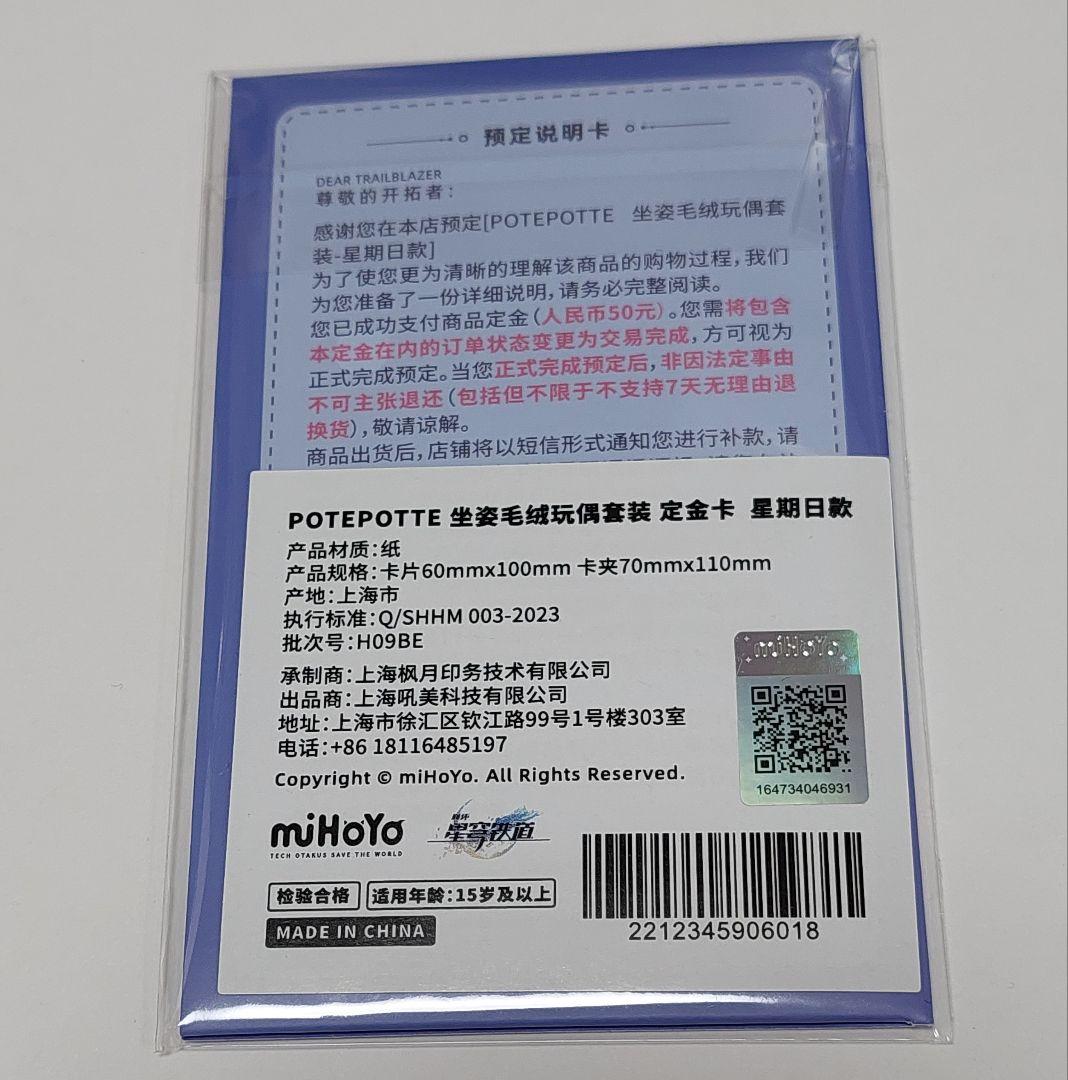 预定说明卡
DEAR TRAILBLAZER
尊敬的开拓者：
感谢您在本店预定[POTEPOTTE 坐姿毛绒玩偶套
装-星期日款]
为了使您更为清晰的理解该商品的购物过程，我们
为您准备了一份详细说明，请务必完整阅读。
您已成功支付商品定金（人民币50元）。您需将包含
本定金在内的订单状态变更为交易完成，方可视为
正式完成预定。当您正式完成预定后，非因法定事由
不可主张退还（包括但不限于不支持7天无理由退
换货），敬请谅解。
商品出货后，店铺将以短信形式通知您进行补款，请
POTEPOTTE 坐姿毛绒玩偶套装 定金卡 星期日款
产品材质：纸
产品规格：卡片60mmx100mm 卡夹70mmx110mm
产地：上海市
执行标准：Q/SHHM 003-2023
批次号：H09BE
承制商：上海枫月印务技术有限公司
出品商：上海吼美科技有限公司
地址：上海市徐汇区钦江路99号1号楼303室
电话：+86 18116485197
Copyright © miHoYo. All Rights Reserved.
miHoYo
164734046931
miHoYo
TECH OTAKUS SAVE THE WORLD
崩坏
星穹铁道
检验合格 适用年龄：15岁及以上
MADE IN CHINA
2212345906018